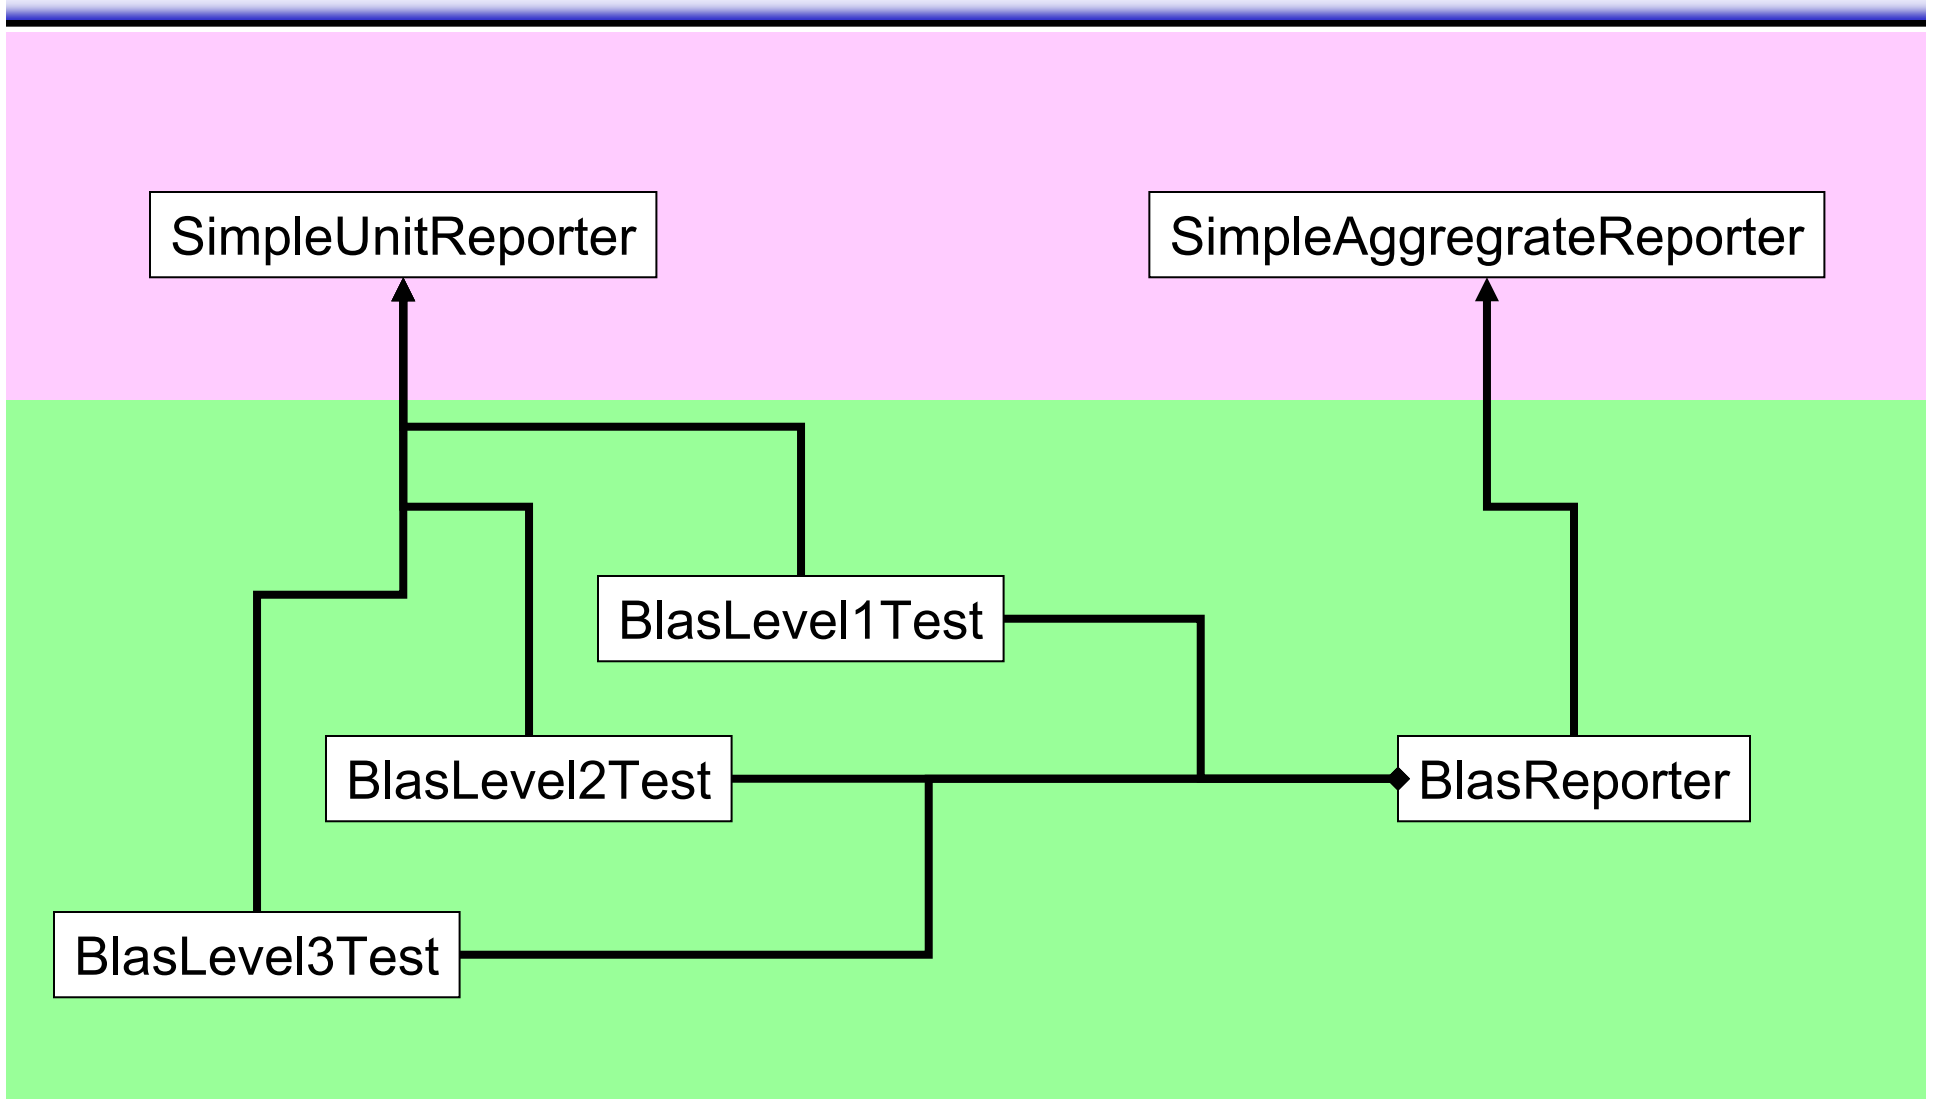 SimpleUnitReporter
SimpleAggregrateReporter
BlasLevel1Test
BlasLevel2Test
BlasReporter
BlasLevel3Test